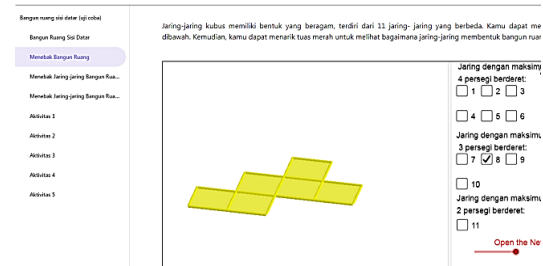 Bangun ruang sisi datar (uji coba)
Bangun Ruang Sisi Datar
Menebak Bangun Ruang
Menebak Jaring-jaring Bangun Rua...
Menebak Jaring-jaring Bangun Rua...
Aktivitas 1
Aktivitas 2
Aktivitas 3
Aktivitas 4
Aktivitas 5
Jaring-jaring kubus memiliki bentuk yang beragam, terdiri dari 11 jaring- jaring yang berbeda. Kamu dapat me
dibawah. Kemudian, kamu dapat menarik tuas merah untuk melihat bagaimana jaring-jaring membentuk bangun ruar
Jaring dengan maksimu
4 persegi berderet:
1 2 3
4 5 6
Jaring dengan maksimu
3 persegi berderet:
7 8 9
10
Jaring dengan maksimu
2 persegi berderet:
11
Open the Ne